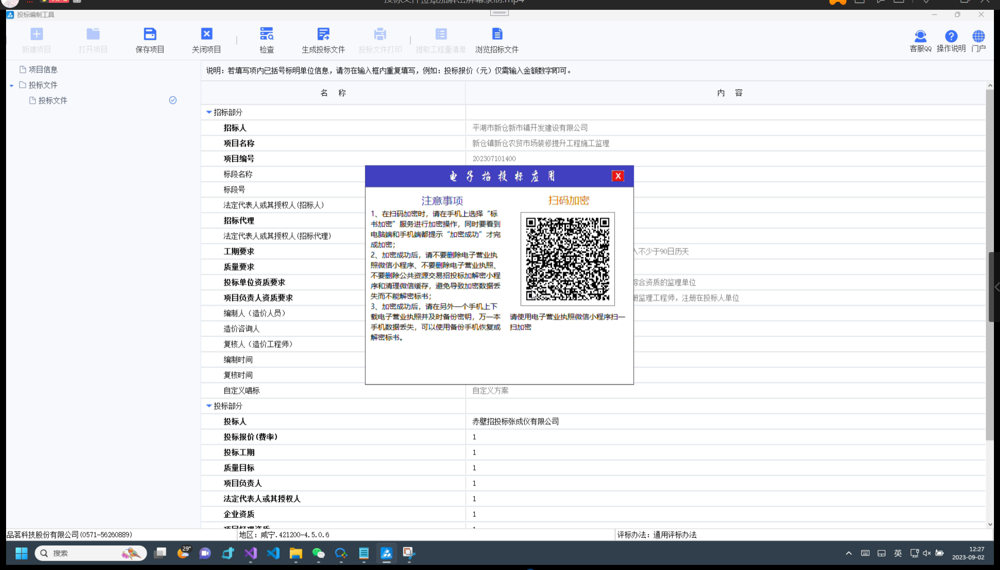 投标文件签章加解密屏幕录制.mp4
投标编制工具
新建项目
打开项目
保存项目
关闭项目
检查
生成投标文件
投标文件打印
提取工程量清单
浏览招标文件
客服QQ
操作说明
门户
项目信息
投标文件
投标文件
说明：若填写项内已括号标明单位信息，请勿在输入框内重复填写，例如：投标报价（元）仅需输入金额数字即可。
名 称
内 容
招标部分
招标人
平湖市新仓新市镇开发建设有限公司
项目名称
新仓镇新仓农贸市场装修提升工程施工监理
项目编号
202307101400
标段名称
标段号
法定代表人或其授权人(招标人)
招标代理
法定代表人或其授权人(招标代理)
工期要求
不少于90日历天
质量要求
投标单位资质要求
综合资质的监理单位
项目负责人资质要求
册监理工程师，注册在投标人单位
编制人（造价人员）
造价咨询人
复核人（造价工程师）
编制时间
复核时间
自定义唱标
自定义方案
电子招投标应用
X
注意事项
1、在扫码加密时，请在手机上选择“标
书加密”服务进行加密操作，同时要看到
电脑端和手机端都提示“加密成功”才完
成加密；
2、加密成功后，请不要删除电子营业执
照微信小程序、不要删除电子营业执照、
不要删除公共资源交易招投标加解密小程
序和清理微信缓存，避免导致加密数据丢
失而不能解密标书；
3、加密成功后，请在另外一个手机上下
载电子营业执照并及时备份密钥，万一本
手机数据丢失，可以使用备份手机恢复或
解密标书。
扫码加密
请使用电子营业执照微信小程序扫一
扫加密
投标部分
投标人
赤壁招投标张成仪有限公司
投标报价(费率)
1
投标工期
1
质量目标
1
项目负责人
1
法定代表人或其授权人
1
企业资质
1
项目经理资质
1
品茗科技股份有限公司(0571-56260889)
地区：咸宁.421200-4.5.0.6
评标办法：通用评标办法
搜索
29°
英
12:27
2023-09-02